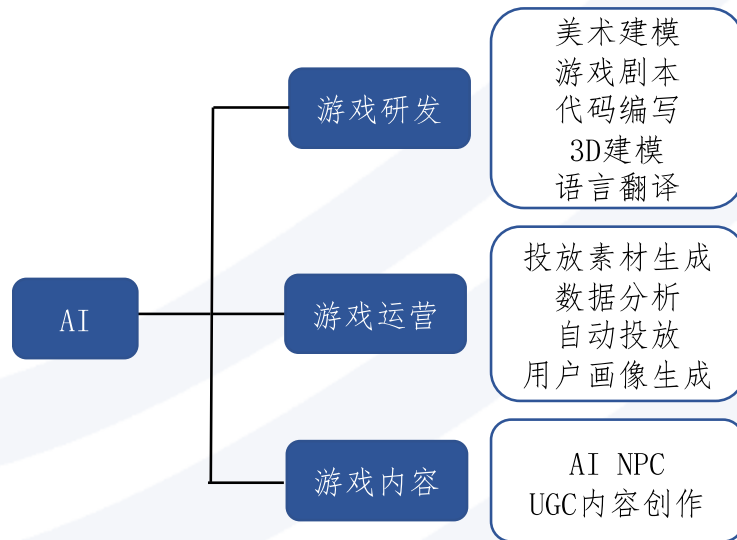 AI
游戏研发
美术建模
游戏剧本
代码编写
3D建模
语言翻译
游戏运营
投放素材生成
数据分析
自动投放
用户画像生成
游戏内容
AI NPC
UGC内容创作